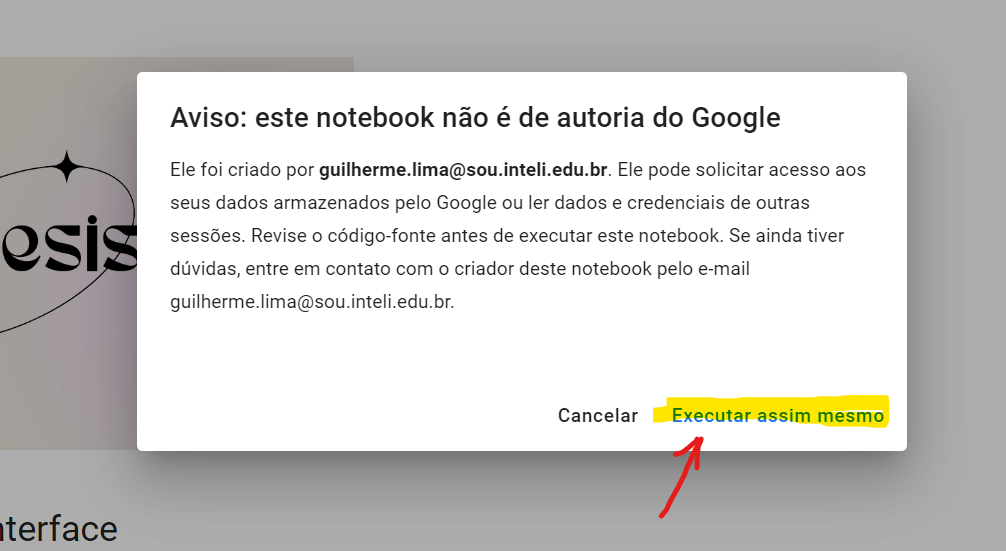 Aviso: este notebook não é de autoria do Google
Ele foi criado por guilherme.lima@sou.inteli.edu.br. Ele pode solicitar acesso aos
seus dados armazenados pelo Google ou ler dados e credenciais de outras
sessões. Revise o código-fonte antes de executar este notebook. Se ainda tiver
dúvidas, entre em contato com o criador deste notebook pelo e-mail
guilherme.lima@sou.inteli.edu.br.
esis
Cancelar Executar assim mesmo
nterface